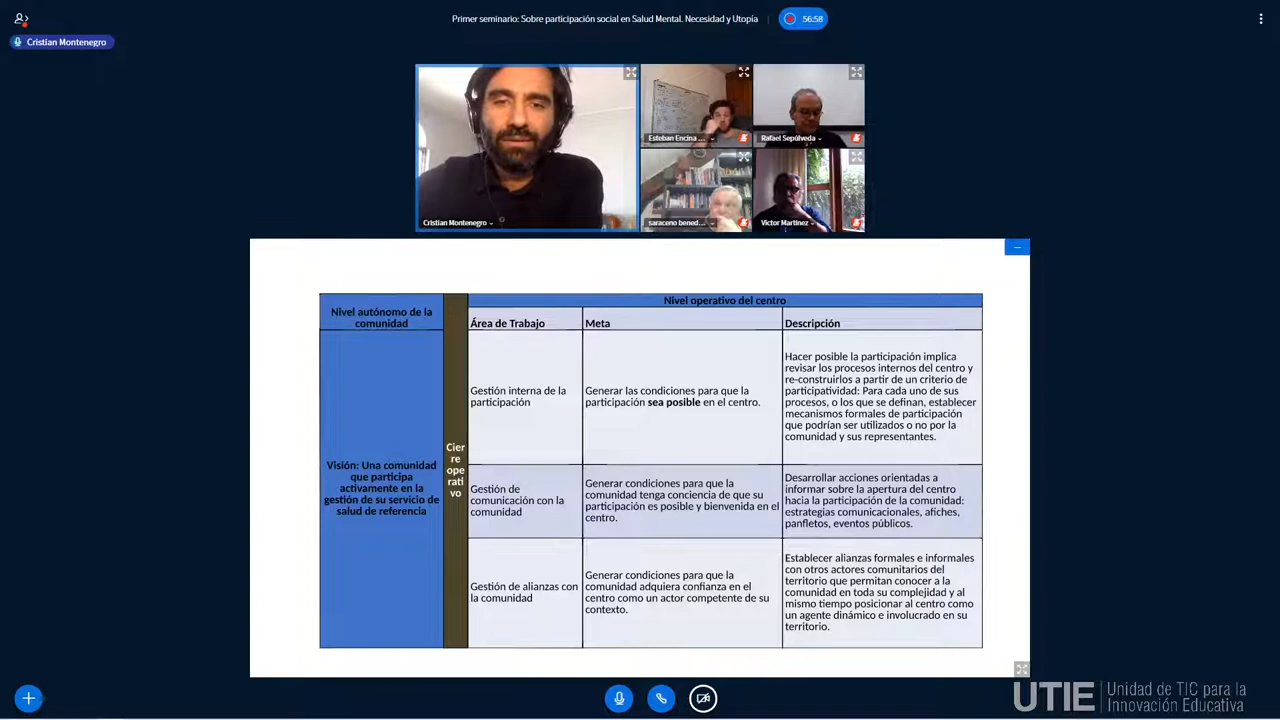 Primer seminario: Sobre participación social en Salud Mental. Necesidad y Utopía
56:58
Cristian Montenegro
Cristian Montenegro
Esteban Encina ...
Rafael Sepúlveda
saraceno bened...
Victor Martínez
Nivel autónomo de la
comunidad
Nivel operativo del centro
Área de Trabajo
Meta
Descripción
Visión: Una comunidad
que participa
activamente en la
gestión de su servicio de
salud de referencia
Cier
re
ope
rati
vo
Gestión interna de la
participación
Generar las condiciones para que la
participación sea posible en el centro.
Hacer posible la participación implica
revisar los procesos internos del centro y
re-construirlos a partir de un criterio de
participatividad: Para cada uno de sus
procesos, o los que se definan, establecer
mecanismos formales de participación
que podrían ser utilizados o no por la
comunidad y sus representantes.
Gestión de
comunicación con la
comunidad
Generar condiciones para que la
comunidad tenga conciencia de que su
participación es posible y bienvenida en el
centro.
Desarrollar acciones orientadas a
informar sobre la apertura del centro
hacia la participación de la comunidad:
estrategias comunicacionales, afiches,
panfletos, eventos públicos.
Gestión de alianzas con
la comunidad
Generar condiciones para que la
comunidad adquiera confianza en el
centro como un actor competente de su
contexto.
Establecer alianzas formales e informales
con otros actores comunitarios del
territorio que permitan conocer a la
comunidad en toda su complejidad y al
mismo tiempo posicionar al centro como
un agente dinámico e involucrado en su
territorio.
UTIE
Unidad de TIC para la
Innovación Educativa